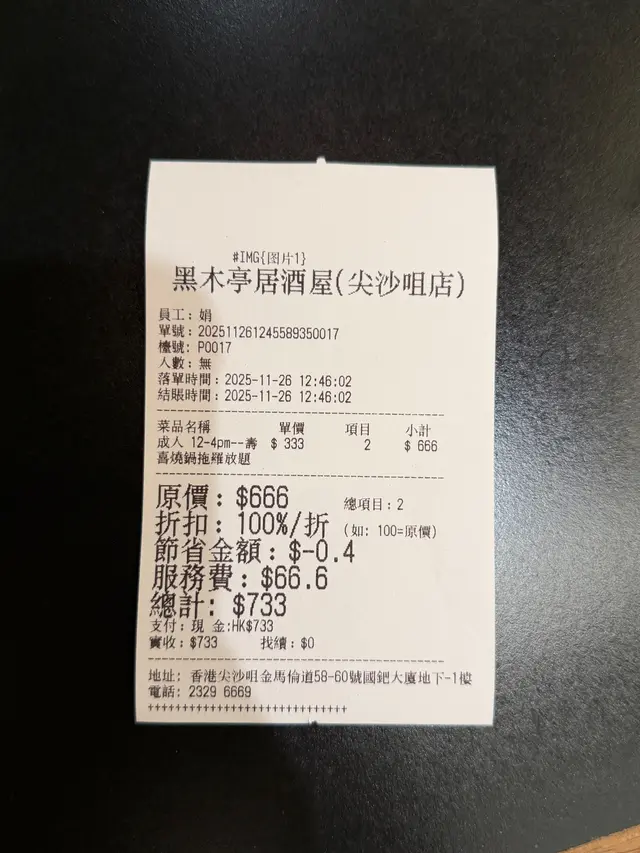 #IMG{图片1}
黑木亭居酒屋(尖沙咀店)
員工: 娟
單號: 202511261245589350017
檯號: P0017
人數: 無
落單時間: 2025-11-26 12:46:02
結賬時間: 2025-11-26 12:46:02
菜品名稱 單價 項目 小計
成人 12-4pm--壽 $ 333 2 $ 666
喜燒鍋拖羅放題
原價: $666 總項目: 2
折扣: 100%/折 (如: 100=原價)
節省金額: $-0.4
服務費: $66.6
總計: $733
支付: 現 金:HK$733
實收: $733 找續: $0
地址: 香港尖沙咀金馬倫道58-60號國鈀大廈地下-1樓
電話: 2329 6669
++++++++++++++++++++++++++++